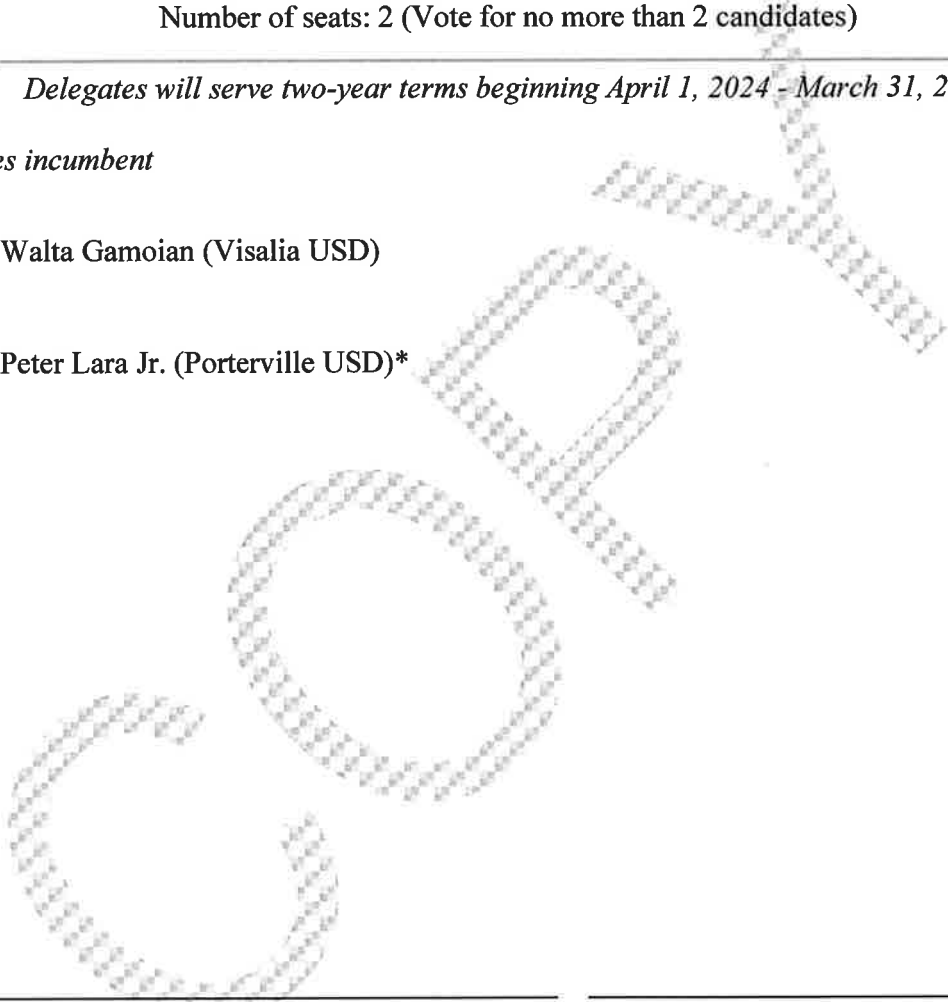 Number of seats: 2 (Vote for no more than 2 candidates)
Delegates will serve two-year terms beginning April 1, 2024 - March 31, 2
es incumbent
Walta Gamoian (Visalia USD)
Peter Lara Jr. (Porterville USD)*
COPY